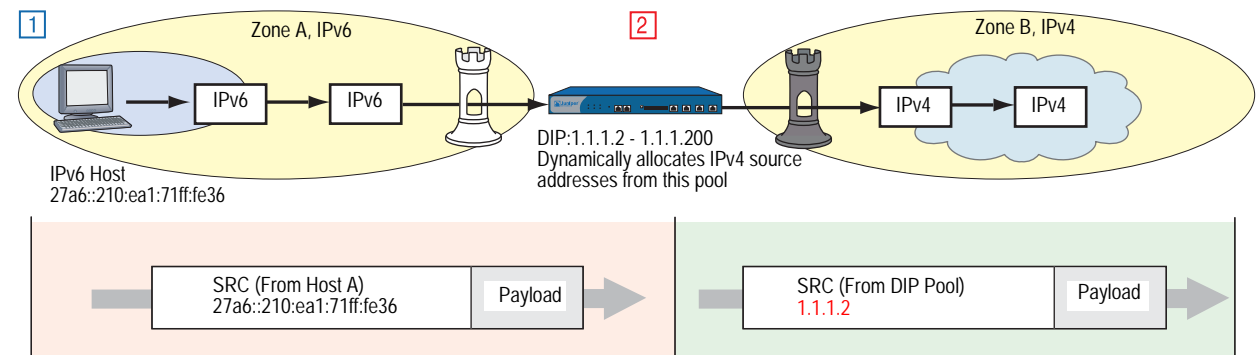 1
Zone A, IPv6
2
Zone B, IPv4
IPv6
IPv6
IPv4
IPv4
Juniper
DIP:1.1.1.2 - 1.1.1.200
Dynamically allocates IPv4 source
addresses from this pool
IPv6 Host
27a6::210:ea1:71ff:fe36
SRC (From Host A)
27a6::210:ea1:71ff:fe36
Payload
SRC (From DIP Pool)
1.1.1.2
Payload